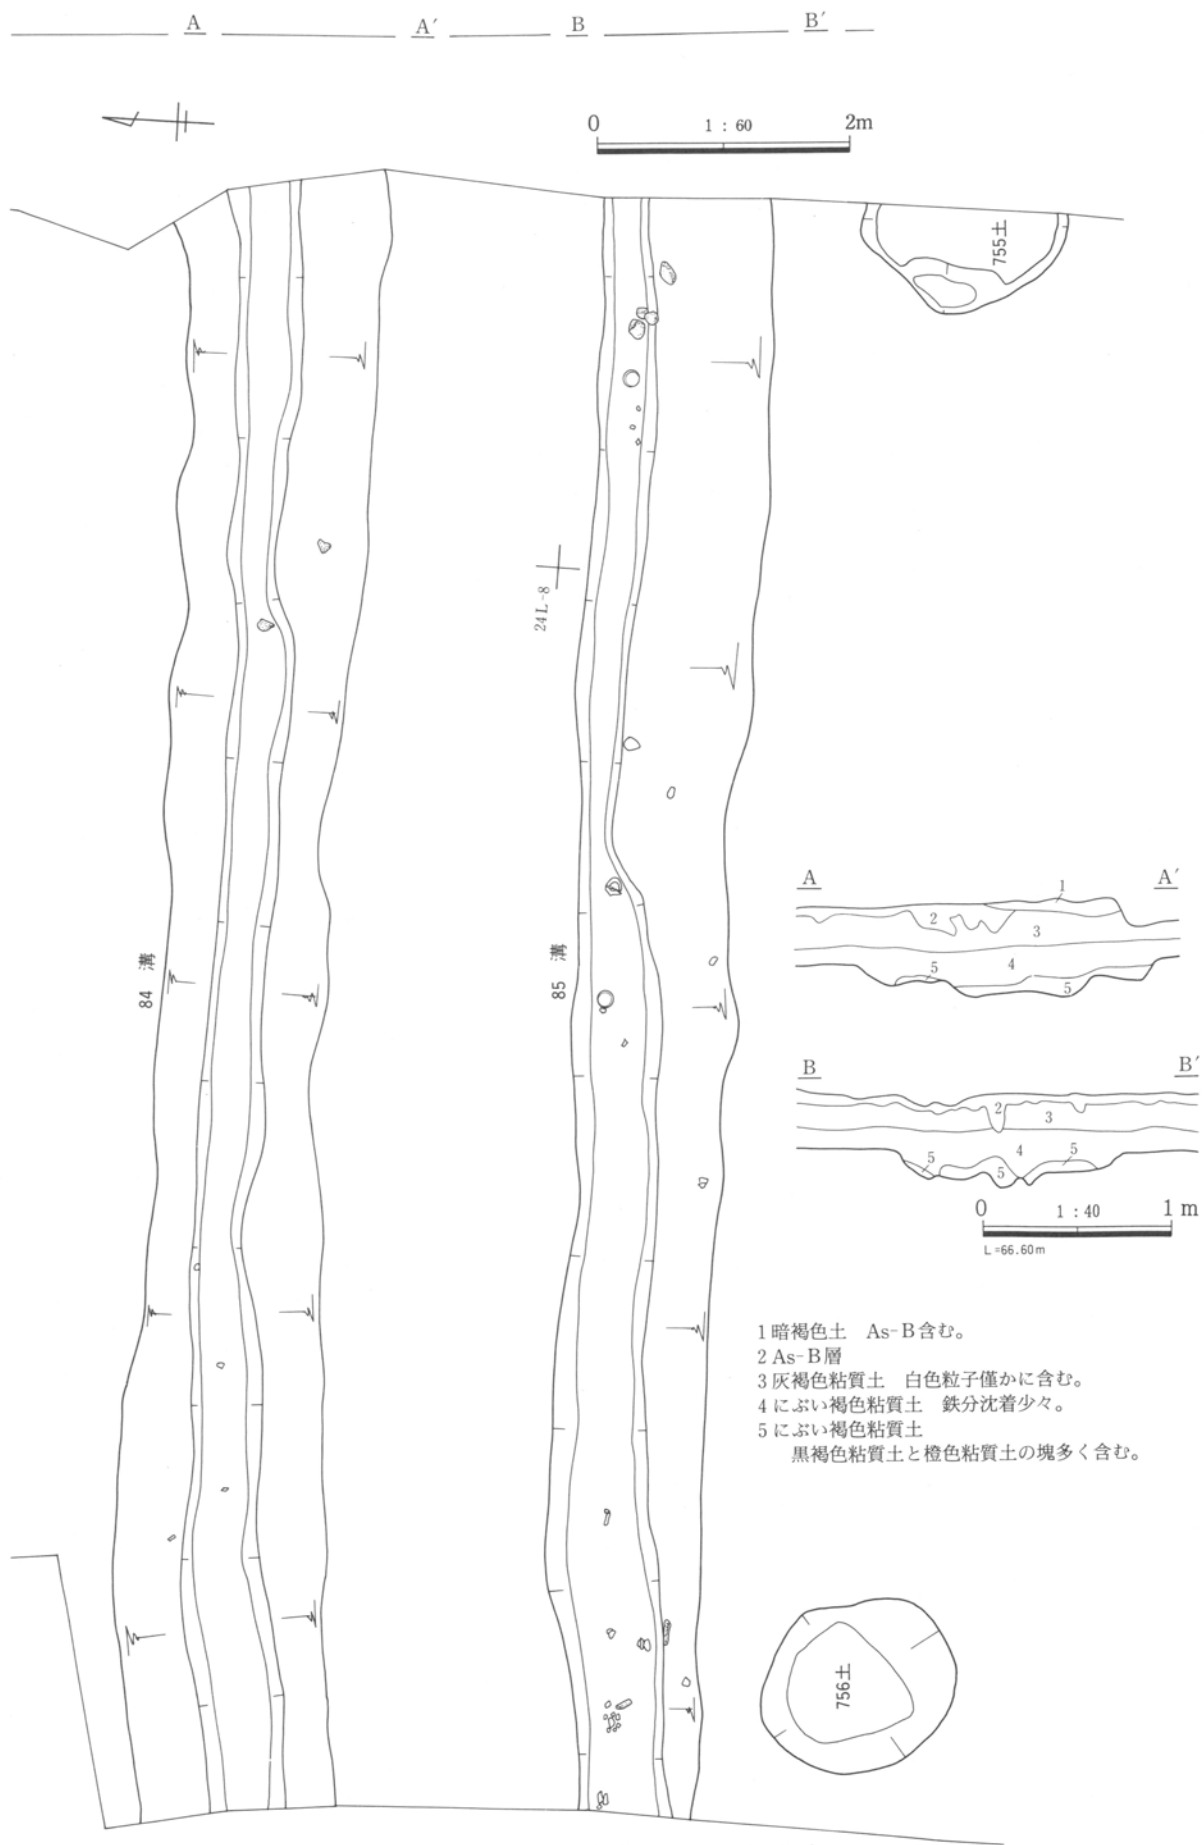 A A′ B B′
0 1：60 2m
755土
24L-8
84 溝
85 溝
A A′
1
2
3
4
5
5
B B′
2
3
4
5
5
5
0 1：40 1m
L=66.60m
1 暗褐色土　As-B含む。
2 As-B層
3 灰褐色粘質土　白色粒子僅かに含む。
4 にぶい褐色粘質土　鉄分沈着少々。
5 にぶい褐色粘質土
黒褐色粘質土と橙色粘質土の塊多く含む。
756土